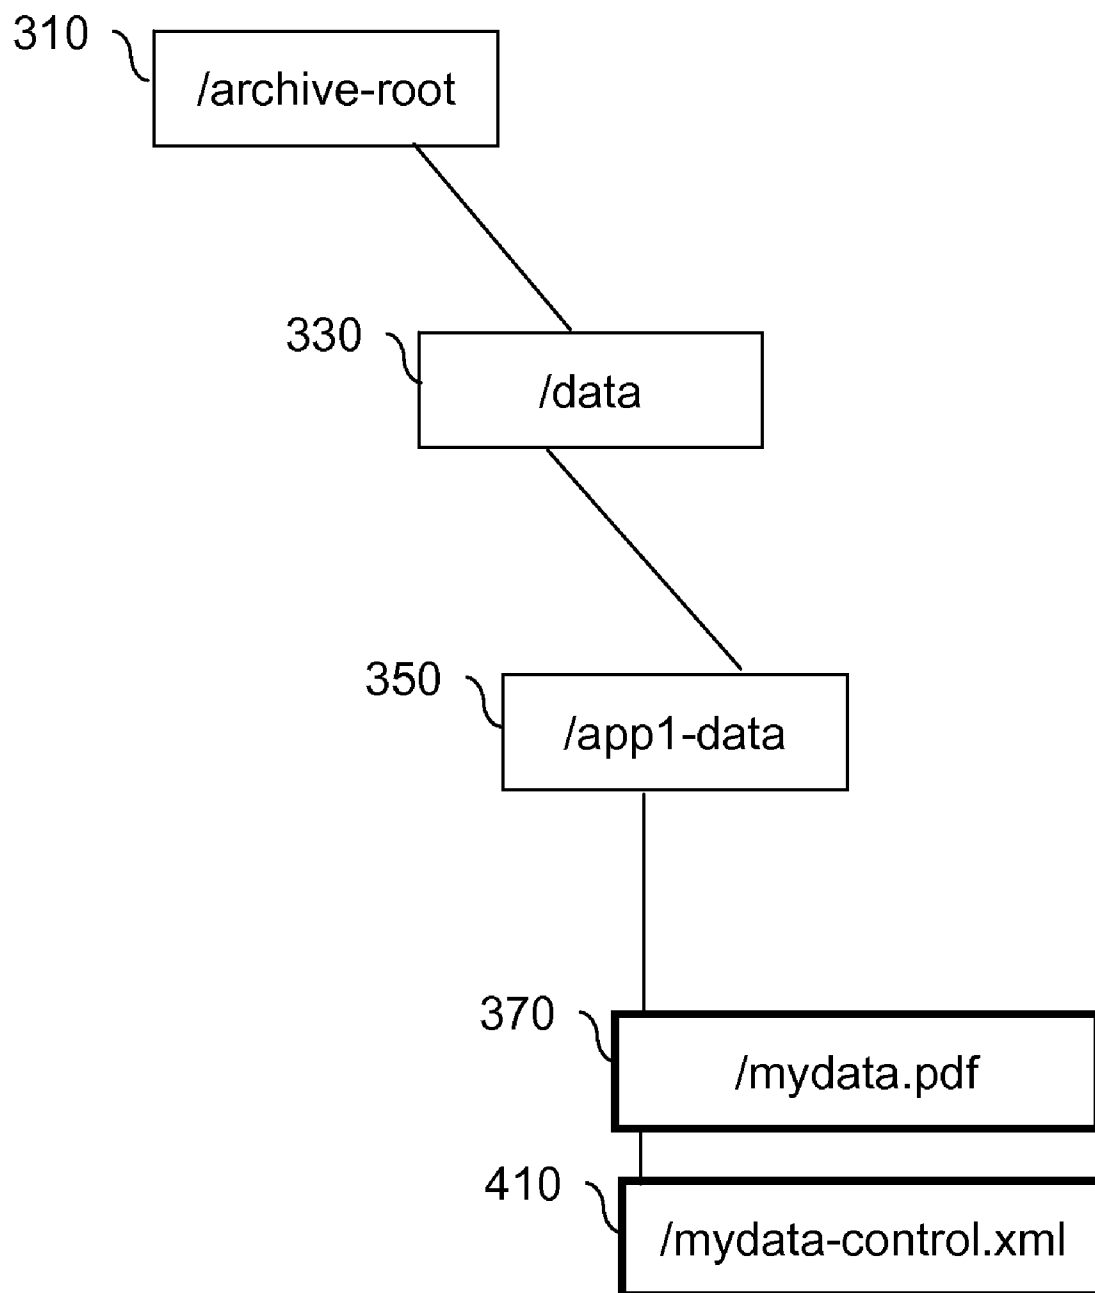 310
/archive-root
330
/data
350
/app1-data
370
/mydata.pdf
410
/mydata-control.xml